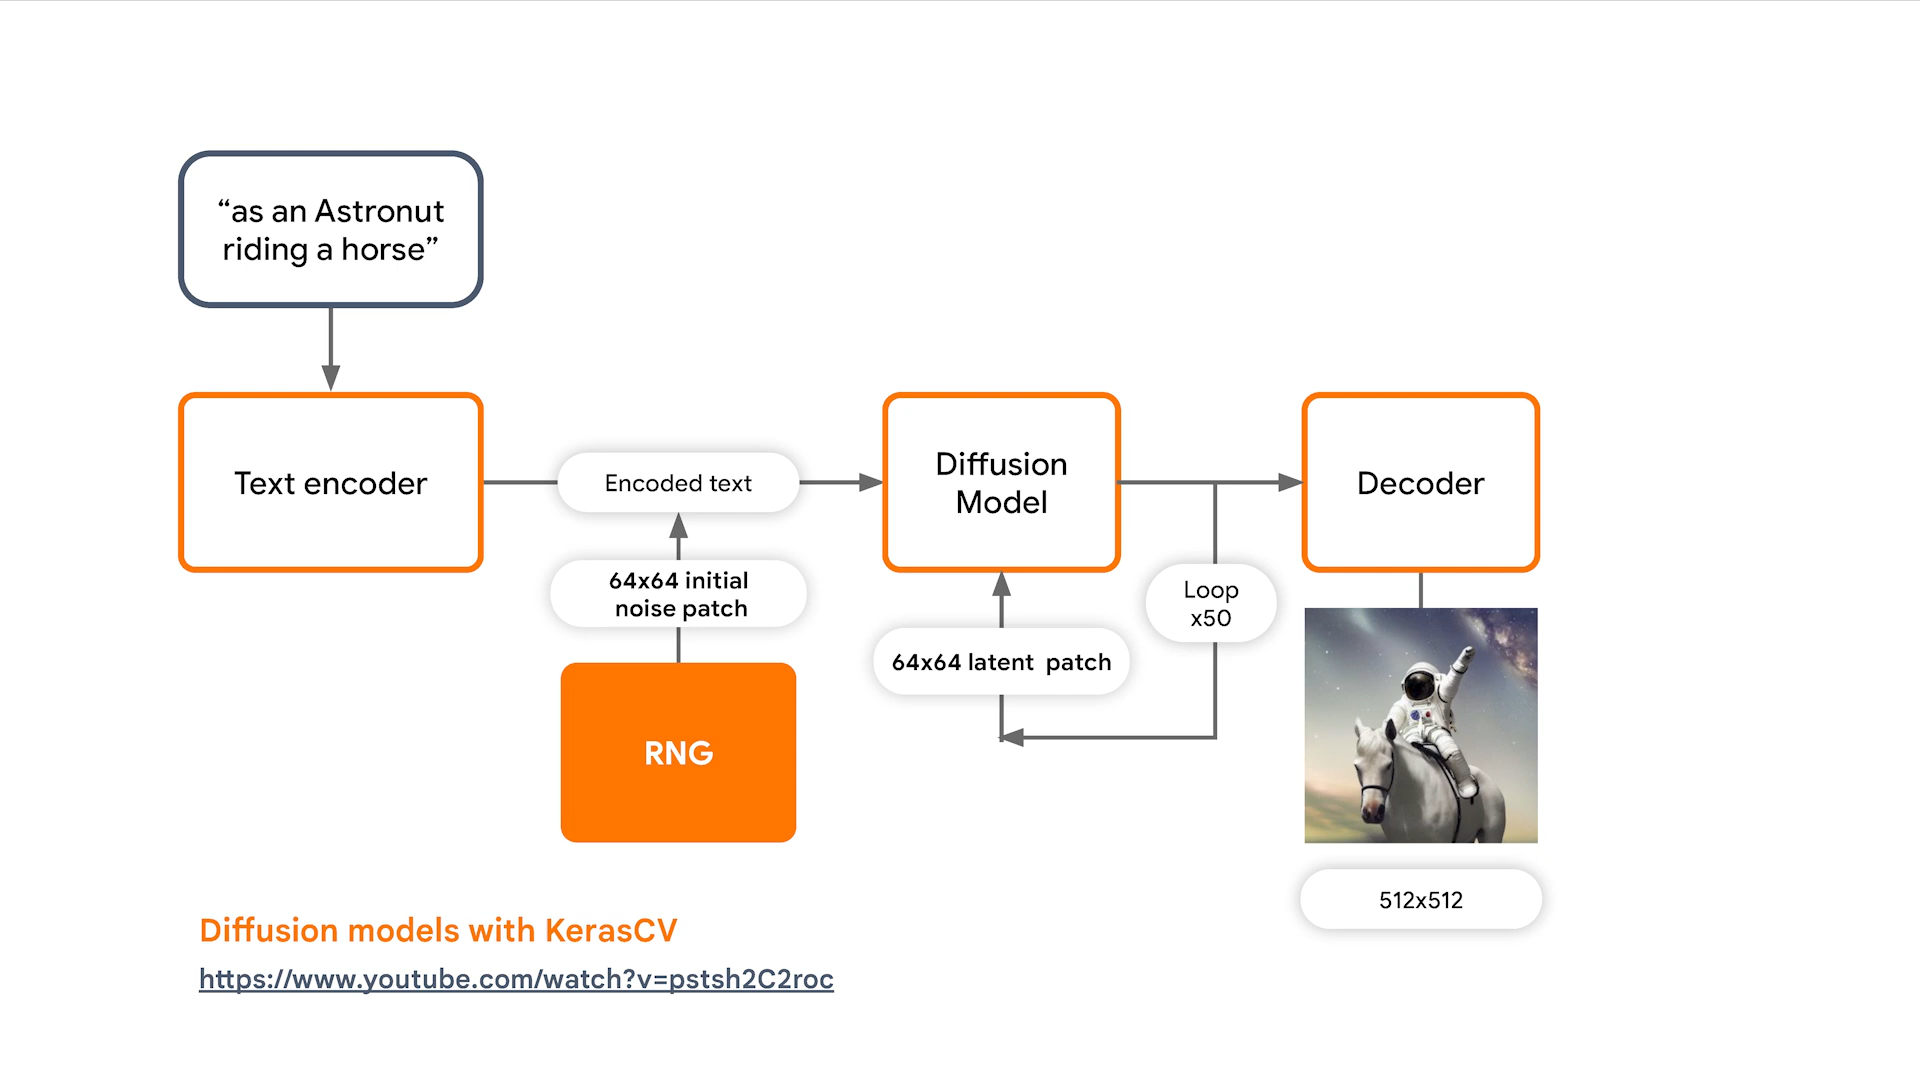 “as an Astronut
riding a horse”
Text encoder
Encoded text
Diffusion
Model
Decoder
64x64 initial
noise patch
Loop
x50
64x64 latent patch
RNG
512x512
Diffusion models with KerasCV
https://www.youtube.com/watch?v=pstsh2C2roc